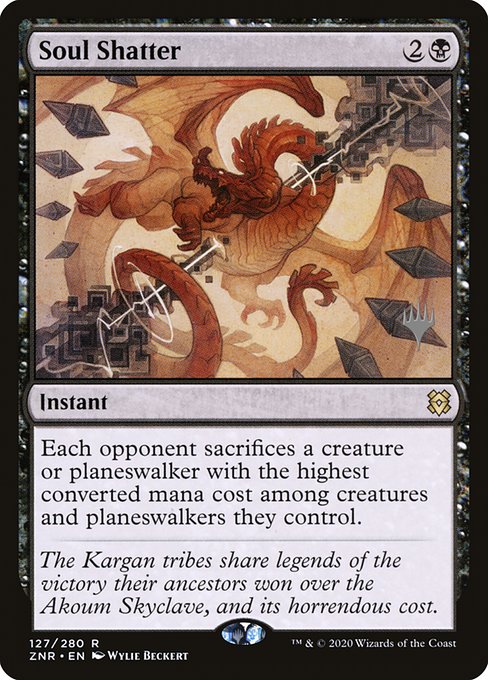 Soul Shatter 2
Instant
Each opponent sacrifices a creature
or planeswalker with the highest
converted mana cost among creatures
and planeswalkers they control.
The Kargan tribes share legends of the
victory their ancestors won over the
Akoum Skyclave, and its horrendous cost.
127/280 R
™ & © 2020 Wizards of the Coast
ZNR • EN Wylie Beckert